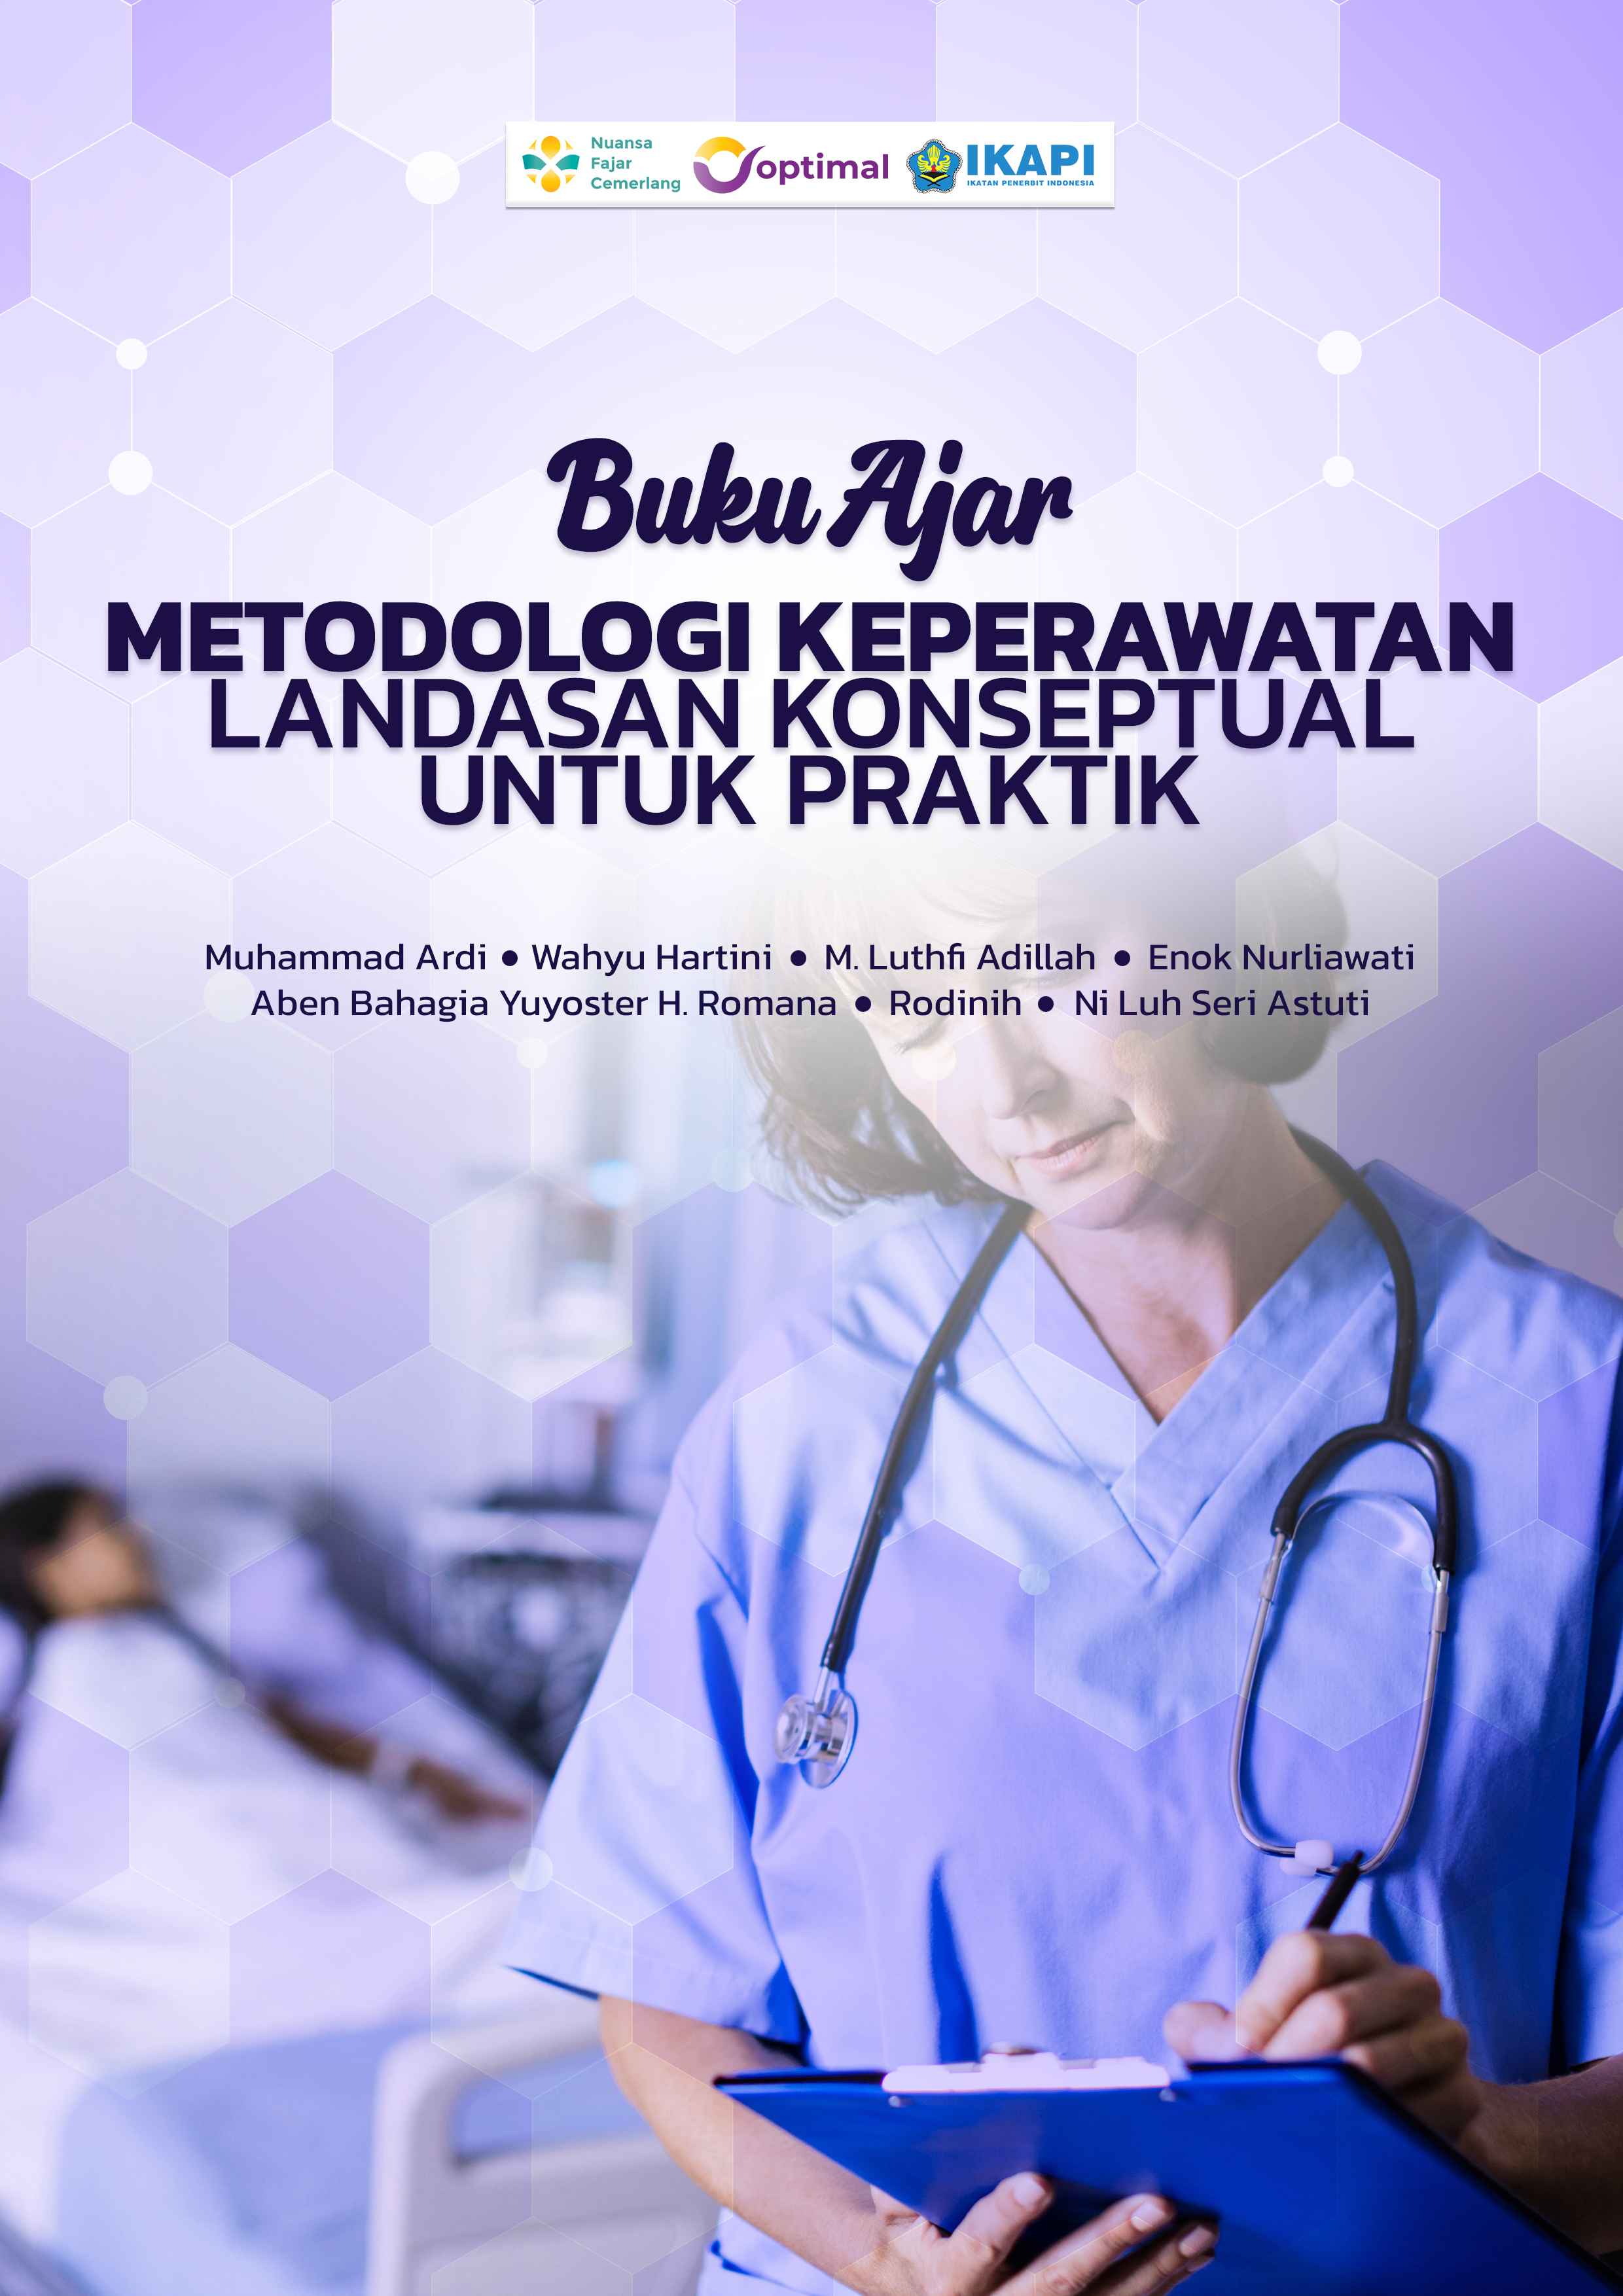 Nuansa
Fajar
Cemerlang
optimal
IKAPI
IKATAN PENERBIT INDONESIA
Buku Ajar
METODOLOGI KEPERAWATAN
LANDASAN KONSEPTUAL
UNTUK PRAKTIK
Muhammad Ardi ● Wahyu Hartini ● M. Luthfi Adillah ● Enok Nurliawati
Aben Bahagia Yuyoster H. Romana ● Rodinih ● Ni Luh Seri Astuti